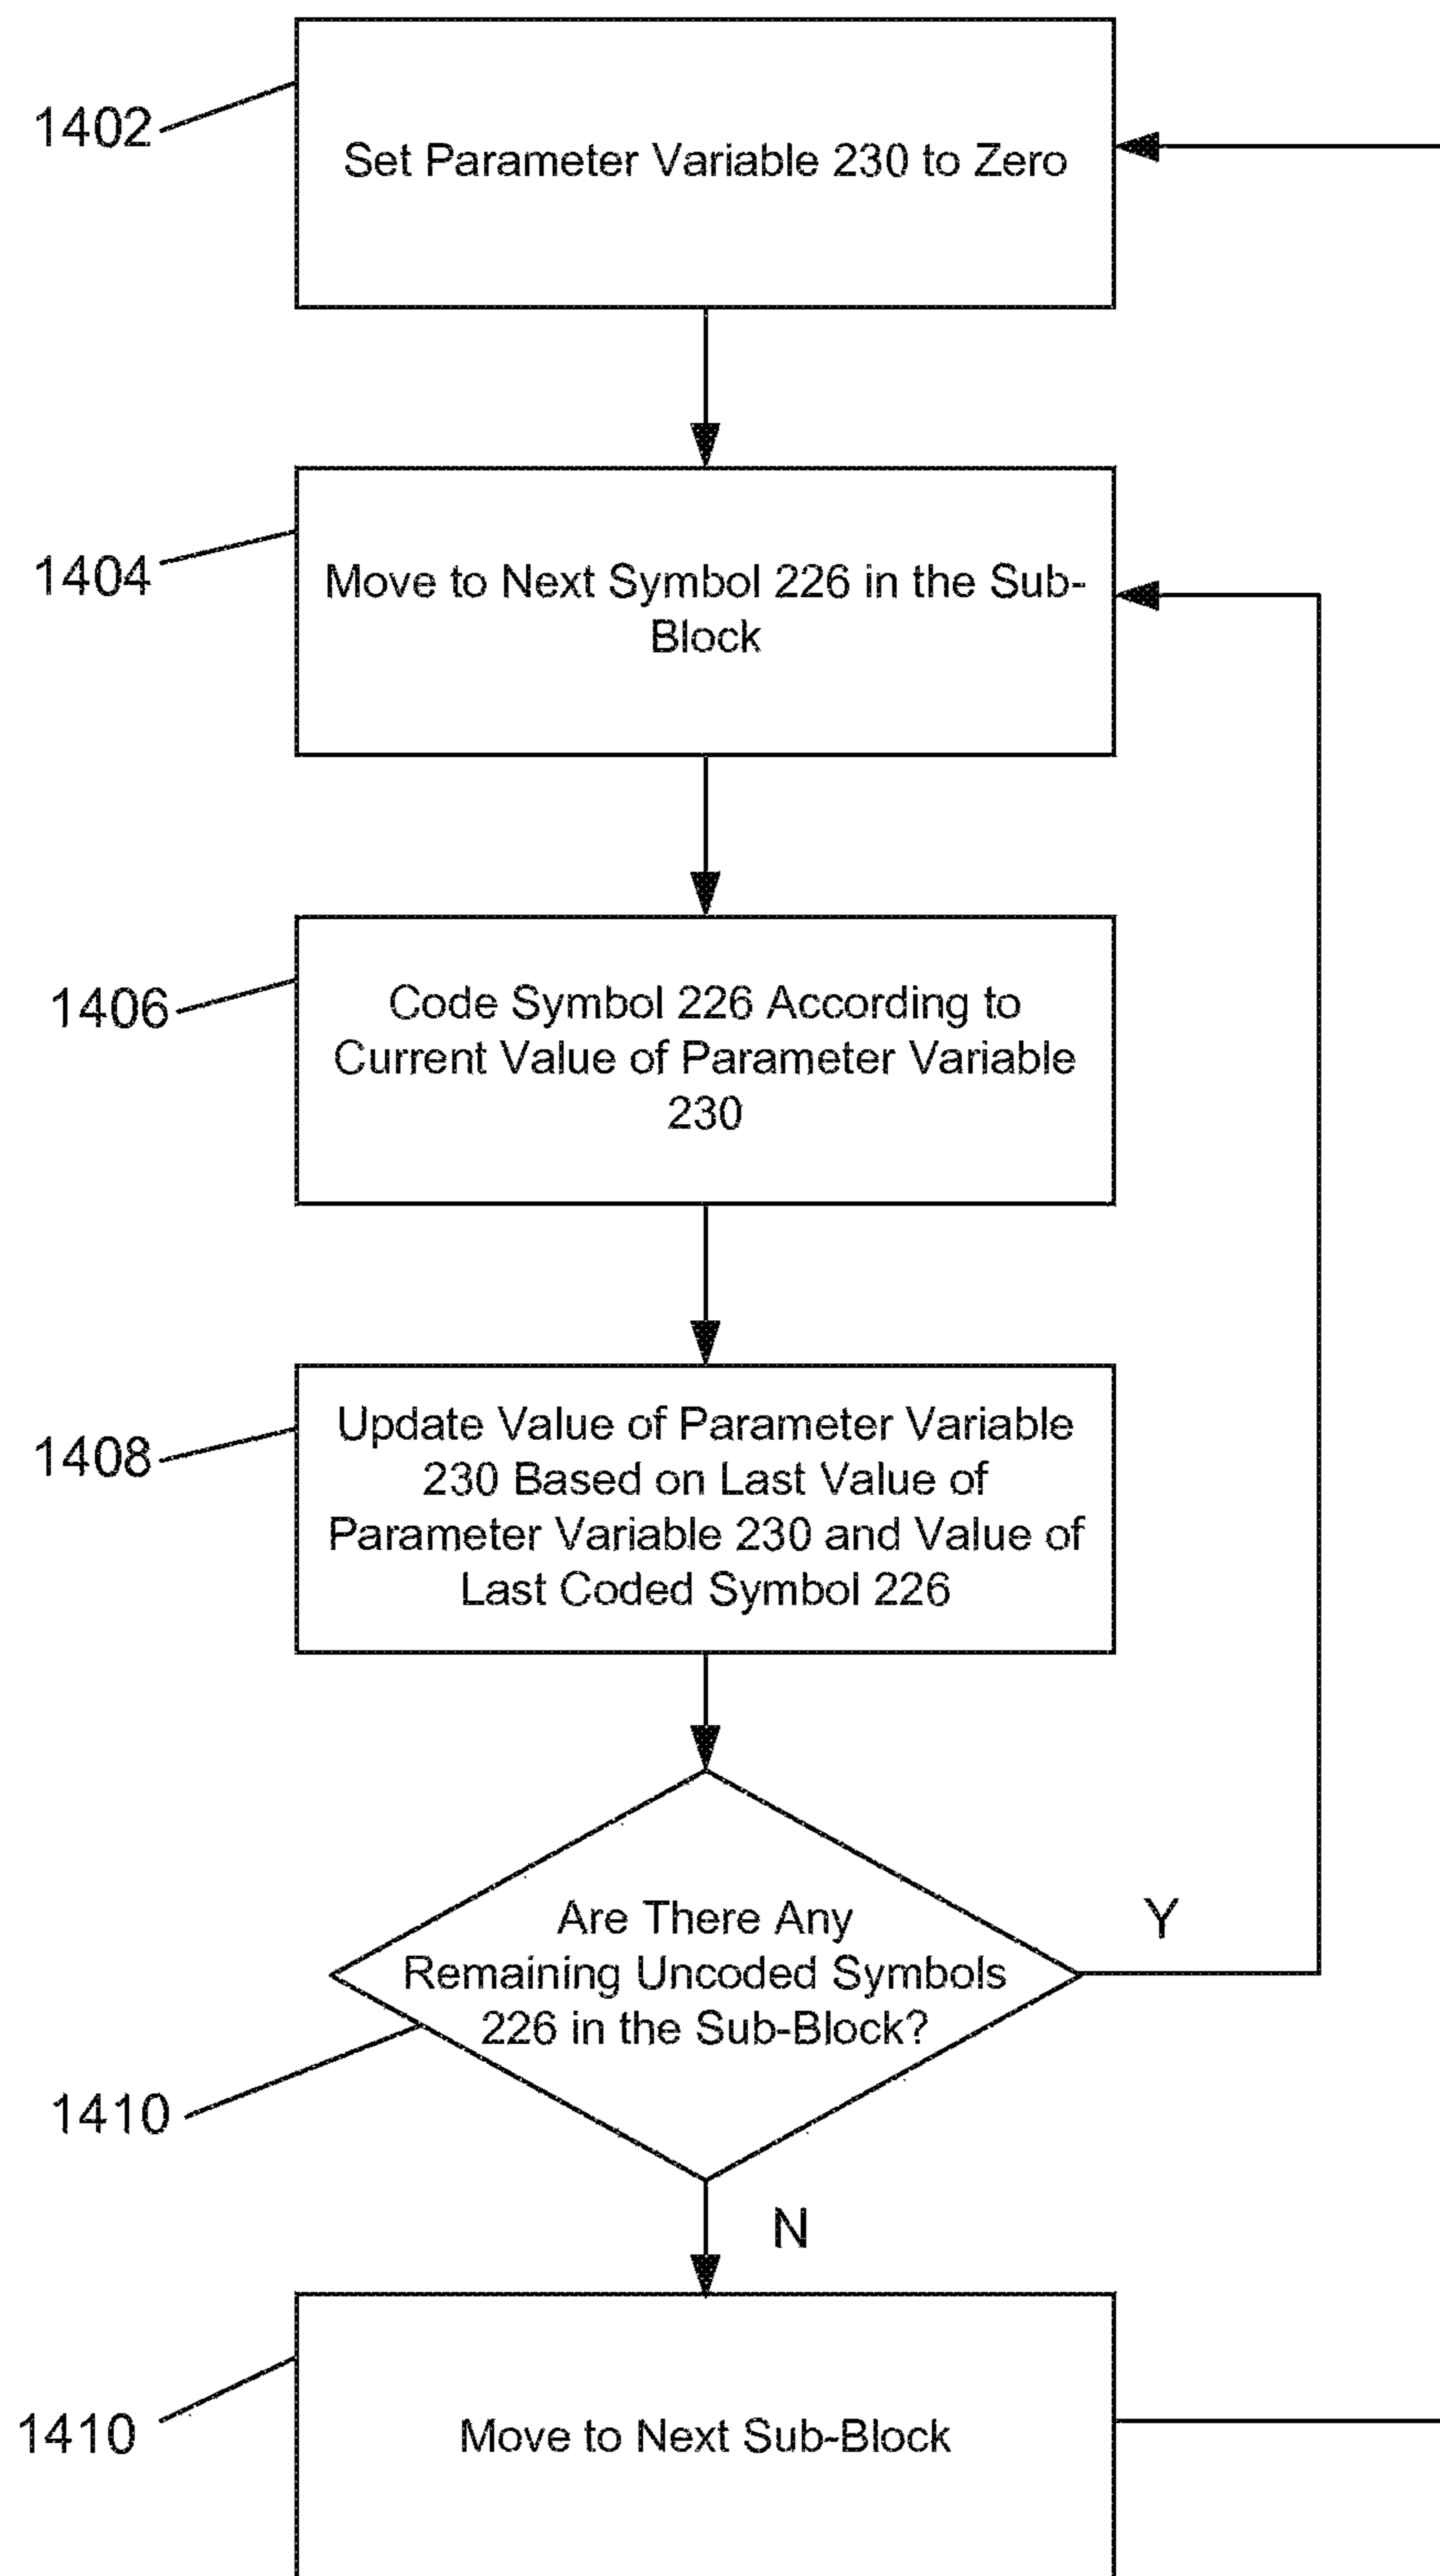 1402
Set Parameter Variable 230 to Zero
1404
Move to Next Symbol 226 in the Sub-
Block
1406
Code Symbol 226 According to
Current Value of Parameter Variable
230
1408
Update Value of Parameter Variable
230 Based on Last Value of
Parameter Variable 230 and Value of
Last Coded Symbol 226
Are There Any
Remaining Uncoded Symbols
226 in the Sub-Block?
Y
1410
N
1410
Move to Next Sub-Block